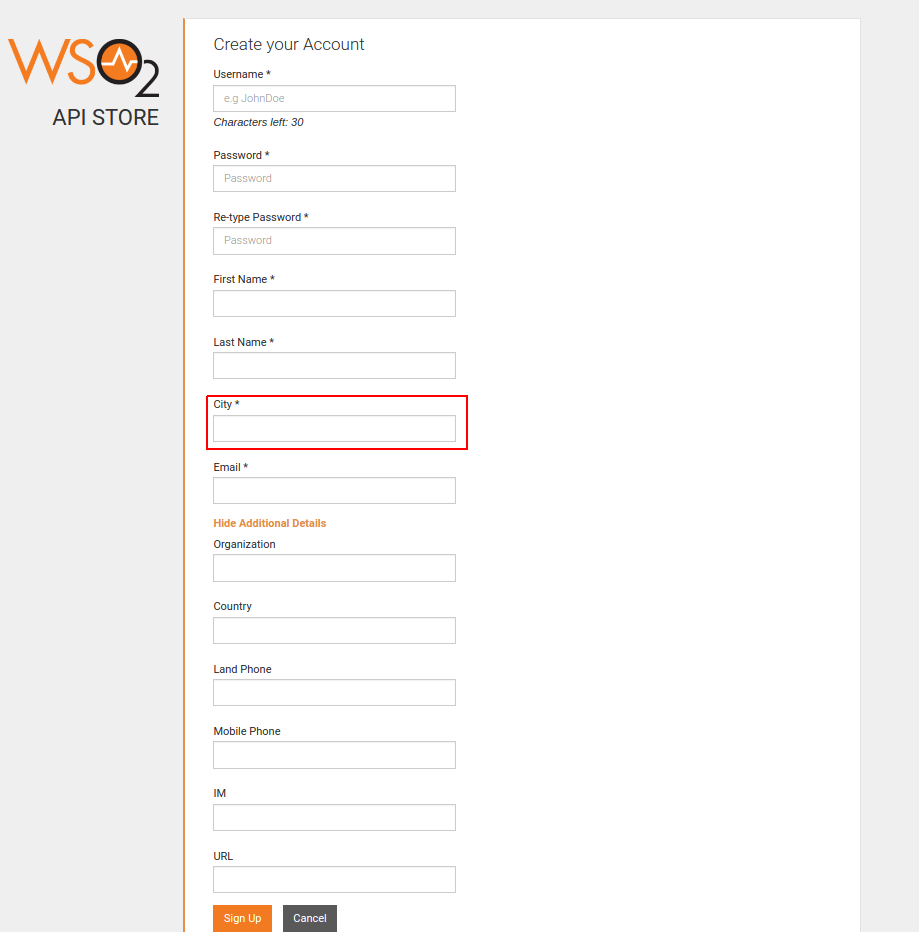 WSO2
API STORE
Create your Account
Username *
e.g JohnDoe
Characters left: 30
Password *
Password
Re-type Password *
Password
First Name *
Last Name *
City *
Email *
Hide Additional Details
Organization
Country
Land Phone
Mobile Phone
IM
URL
Sign Up Cancel